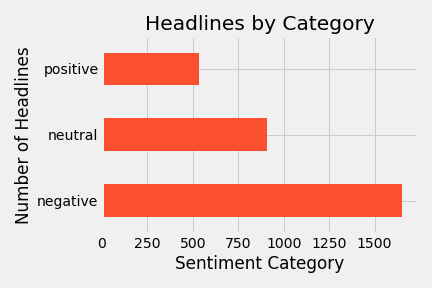 Headlines by Category
Number of Headlines
positive
neutral
negative
0 250 500 750 1000 1250 1500
Sentiment Category